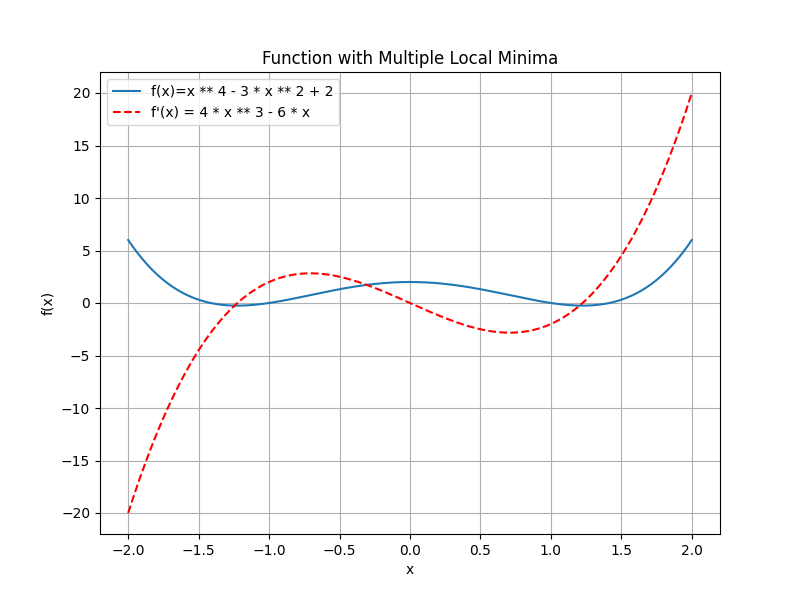 Function with Multiple Local Minima
f(x)=x ** 4 - 3 * x ** 2 + 2
f'(x) = 4 * x ** 3 - 6 * x
20
15
10
5
0
−5
−10
−15
−20
f(x)
−2.0 −1.5 −1.0 −0.5 0.0 0.5 1.0 1.5 2.0
x